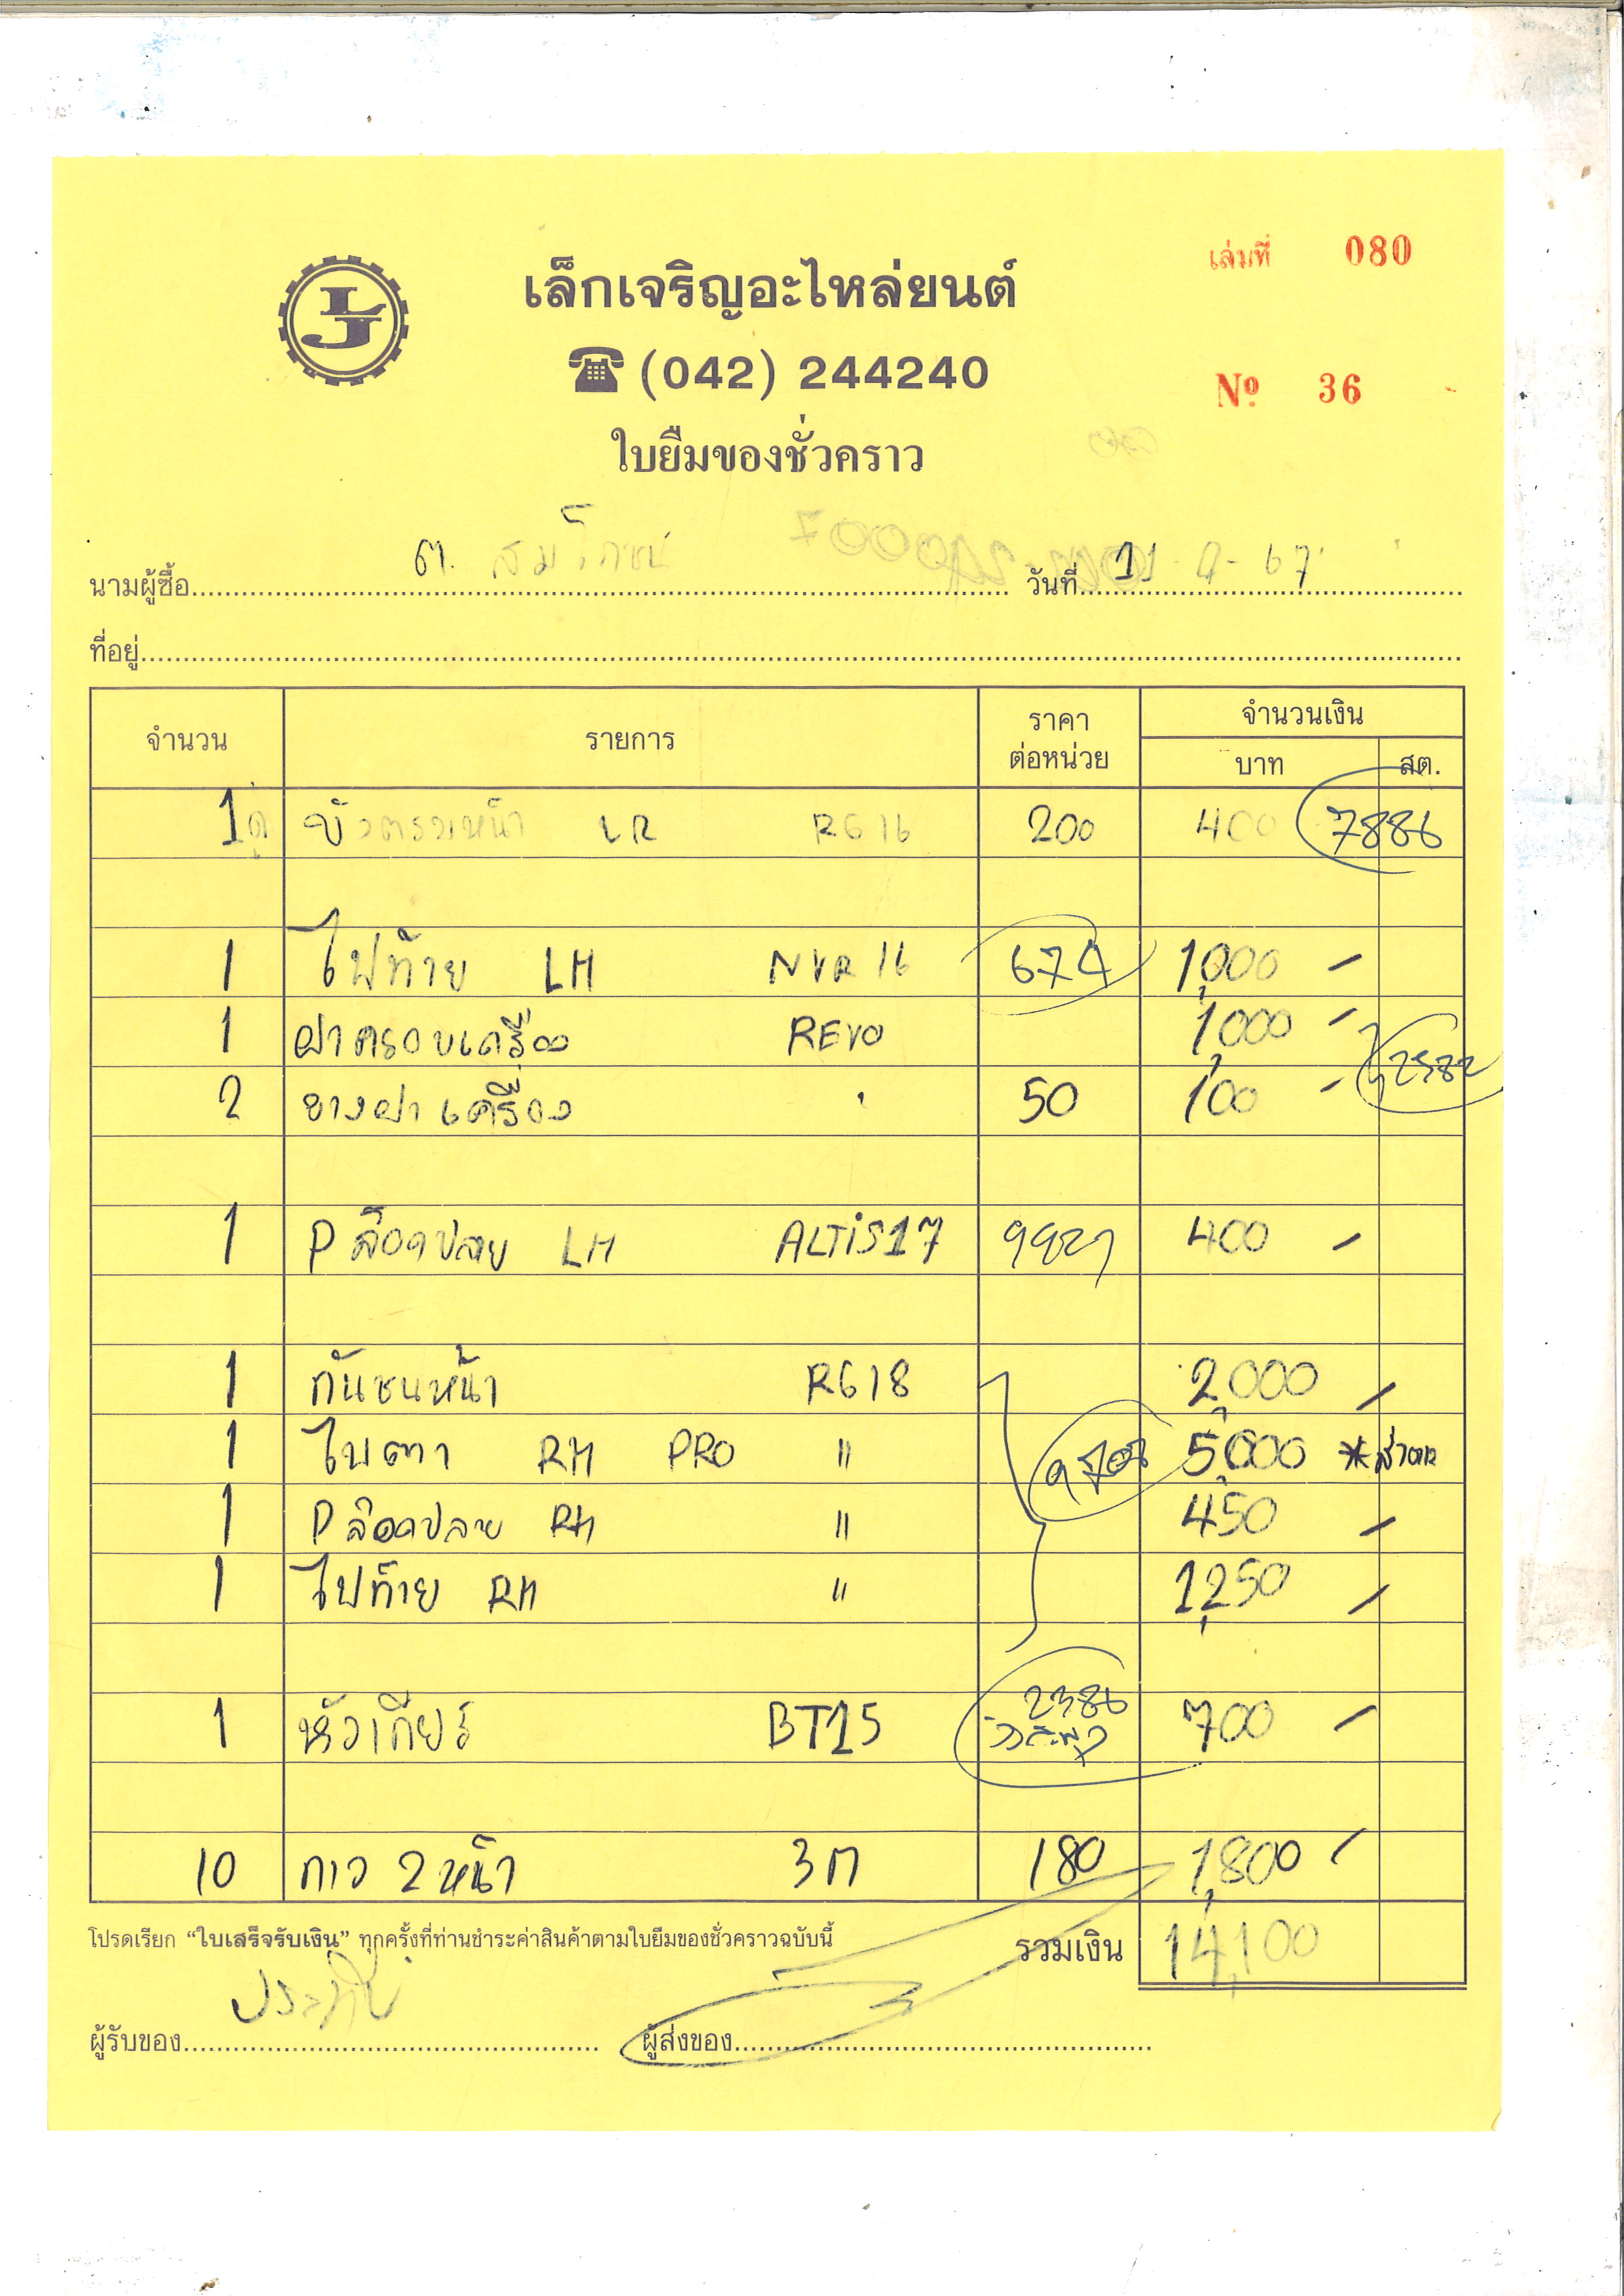 เล่มที่ 080
LJ
เล็กเจริญอะไหล่ยนต์
☎ (042) 244240
Nº 36
ใบยืมของชั่วคราว
นามผู้ซื้อ ต. สมโภชน์ วันที่ 11-4-67
ที่อยู่
จำนวน รายการ ราคาต่อหน่วย จำนวนเงิน
บาท สต.
1 คู่ หน้า LR RG16 200 400 7886
1 ไฟท้าย LH NVR16 674 1,000 -
1 ฝาครอบเครื่อง REVO 1,000 -
2 ยางฝาเครื่อง " 50 100 - 2582
1 P ล๊อคปลาย LH ALTIS17 400 -
1 กันชนหน้า RG18 2,000 -
1 ไฟตา RH PRO " 5,000 *
1 P ล๊อคปลาย RH " 450 -
1 ไฟท้าย RH " 1,250 -
1 หัวเกียร์ BT25 2386 700 -
10 กาว 2 หน้า 3M 180 1,800 -
โปรดเรียก “ใบเสร็จรับเงิน” ทุกครั้งที่ท่านชำระค่าสินค้าตามใบยืมของชั่วคราวฉบับนี้ รวมเงิน 14,100
ผู้รับของ ผู้ส่งของ